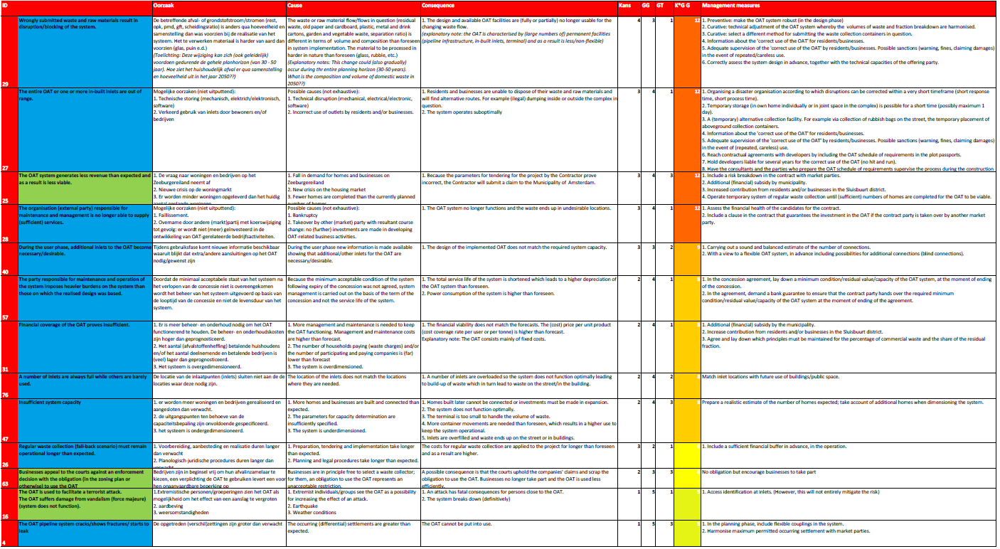 ID Oorzaak Cause Consequence Kans GG GT K*G G Management measures
29
Wrongly submitted waste and raw materials result in
disruption/blocking of the system.
De betreffende afval- of grondstofstroom/stromen (rest,
opk, pmd, gft, scheidingratio) is anders qua hoeveelheid en
samenstelling dan was voorzien bij de realisatie van het
systeem. Het te verwerken materiaal is harder van aard dan
voorzien (glas, puin e.d.)
(Toelichting: Deze wijziging kan zich (ook geleidelijk)
voordoen gedurende de gehele planhorizon (van 30 - 50
jaar). Hoe ziet het huishoudelijk afval er qua samenstelling
en hoeveelheid uit in het jaar 2050??)
The waste or raw material flow/flows in question (residual
waste, old paper and cardboard, plastic, metal and drink
cartons, garden and vegetable waste, separation ratio) is
different in terms of volume and composition than foreseen
in system implementation. The material to be processed in
harder in nature than foreseen (glass, rubble, etc.)
(Explanatory notes: This change could (also gradually)
occur during thr entire planning horizon (30-50 years).
What is the composition and volume of domestic waste in
2050??)
1. The design and available OAT facilities are (fully or partially) no longer usable for the
changing waste flow.
(explanatory note: the OAT is characterised by (large numbers of) permanent facilities
(pipeline infrastructure, in-built inlets, terminal) and as a result is less/non-flexible)
4 3 1 12
1. Preventive: make the OAT system robust (in the design phase)
2. Curative: technical adjustment of the OAT system whereby the volumes of waste and fraction breakdown are harmonised.
3. Curative: select a different method for submitting the waste collection containers in question.
4. Information about the 'correct use of the OAT' for residents/businesses.
5. Adequate supervision of the 'correct use of the OAT' by residents/businesses. Possible sanctions (warning, fines, claiming damages)
in the event of repeated/careless use.
6. Correctly assess the system design in advance, together with the technical capacities of the offering party.
27
The entire OAT or one or more in-built inlets are out of
range.
Mogelijke oorzaken (niet uitputtend):
1. Technische storing (mechanisch, elektrich/elektronisch,
software)
2. Verkeerd gebruik van inlets door bewoners en/of
bedrijven
Possible causes (not exhaustive):
1. Technical disruption (mechanical, electrical/electronic,
software)
2. Incorrect use of outlets by residents and/or businesses.
1. Residents and businesses are unable to dispose of their waste and raw materials and
will find alternative routes. For example (ilegal) dumping inside or outside the complex in
question.
2. The system operates suboptimally
3 4 1 12
1. Organising a disaster organisation according to which disruptions can be corrected within a very short timeframe (short response
time, short process time).
2. Temporary storage (in own home individually or in joint space in the complex) is possible for a short time (possibly maximum 1
day).
3. A (temporary) alternative collection facility. For example via collection of rubbish bags on the street, the temporary placement of
aboveground collection containers.
4. Information about the 'correct use of the OAT' for residents/businesses.
5. Adequate supervision of the 'correct use of the OAT' by residents/businesses. Possible sanctions (warning, fines, claiming damages)
in the event of (repeated, careless) use.
6. Reach contractual agreements with developers by including the OAT schedule of requirements in the plot passports.
7. Hold developers liable for several years for the correct use of the OAT (no hit and run).
8. Have the consultants and the parties who prepare the OAT schedule of requirements supervise the process during the construction
25
The OAT system generates less revenue than expected and
as a result is less viable.
1. De vraag naar woningen en bedrijven op het
Zeeburgereiland neemt af
2. Nieuwe crisis op de woningmarkt
3. Er worden minder woningen opgeleverd dan het huidig
aantal geplande woningen.
1. Fall in demand for homes and businesses on
Zeeburgereiland
2. New crisis on the housing market
3. Fewer homes are completed than the currently planned
number of homes.
1. Because the parameters for tendering for the project by the Contractor prove
incorrect, the Contractor will submit a claim to the Municipality of Amsterdam.
3 4 3 12
1. Include a risk breakdown in the contract with market parties.
2. Additional (financial) subsidy by municipality.
3. Increased contribution from residents and/or businesses in the Sluisbuurt district.
4. Operate temporary system of regular waste collection until (sufficient) numbers of homes are completed for the OAT to be viable.
28
The organisation (external party) responsible for
maintenance and management is no longer able to supply
(sufficient) services.
Mogelijke oorzaken (niet uitputtend):
1. Faillissement.
2. Overname door andere (markt)partij met koerswijziging
tot gevolg: er wordt niet (meer) geïnvesteerd in de
ontwikkeling van OAT-gerelateerde bedrijfsactiviteiten.
Possible causes (not exhaustive):
1. Bankruptcy
2. Takeover by other (market) party with resultant course
change: no (further) investments are made in developing
OAT-related business activities.
1. The OAT system no longer functions and the waste ends up in undesirable locations.
3 4 1 12
1. Assess the financial health of the candidates for the contract.
2. Include a clause in the contract that guarantees the investment in the OAT if the contract party is taken over by another market
party.
40
During the user phase, additional inlets to the OAT become
necessary/desirable.
Tijdens gebruiksfase komt nieuwe informatie beschikbaar
waaruit blijkt dat extra/andere aansluitingen op het OAT
nodig/gewenst zijn
During the user phase new information is made available
showing that additional/other inlets for the OAT are
necessary/desirable.
1. The design of the implemented OAT does not match the required system capacity.
3 3 2
1. Carrying out a sound and balanced estimate of the number of connections.
2. With a view to a flexible OAT system, in advance including possibilities for additional connections (blind connections).
57
The party responsible for maintenance and operation of
the system imposes heavier burdens on the system than
those on which the realised design was based.
Doordat de minimaal acceptabele staat van het systeem na
het verlopen van de concessie niet is overeengekomen
wordt het beheer van het systeem uitgevoerd op basis van
de looptijd van de concessie en niet de levensduur van het
systeem.
Because the minimum acceptable condition of the system
following expiry of the concession was not agreed, system
management is carried out on the basis of the term of the
concession and not the service life of the system.
1. The total service life of the system is shortened which leads to a higher depreciation of
the OAT system than foreseen.
2. Power consumption of the system is higher than foreseen.
2 4 1
1. In the concession agreement, lay down a minimum condition/residual value/capacity of the OAT system, at the moment of ending
of the concession.
2. In the agreement, demand a bank guarantee to ensure that the contract party hands over the required minimum
condition/residual value/capacity of the OAT system at the moment of ending of the agreement.
31
Financial coverage of the OAT proves insufficient.
1. Er is meer beheer- en onderhoud nodig om het OAT
functionerend te houden. De beheer- en onderhoudskosten
zijn hoger dan geprognosticeerd.
2. Het aantal (afvalstoffenheffing) betalende huishoudens
en/of het aantal deelnemende en betalende bedrijven is
(veel) lager dan geprognosticeerd.
3. Het systeem is overgedimensioneerd.
1. More management and maintenance is needed to keep
the OAT functioning. Management and maintenance costs
are higher than forecast.
2. The number of households paying (waste charges) and/or
the number of participating and paying companies is (far)
lower than forecast
3. The system is overdimensioned.
1. The financial viability does not match the forecasts. The (cost) price per unit product
(cost coverage rate per user or per tonne) is higher than forecast.
Explanatory note: The OAT consists mainly of fixed costs.
2 4 1
1. Additional (financial) subsidy by the municipality.
2. Increase contribution from residents and/or businesses in the Sluisbuurt district.
3. Agree and lay down which principles must be maintained for the percentage of commercial waste and the share of the residual
fraction.
76
A number of inlets are always full while others are barely
used.
De locatie van de inlaatpunten (inlets) sluiten niet aan de de
locaties waar deze nodig zijn.
The location of the inlets does not match the locations
where they are needed.
1. A number of inlets are overloaded so the system does not function optimally leading
to build-up of waste which in turn lead to waste on the street/in the building.
2 4 2
Match inlet locations with future use of buildings/public space.
47
Insufficient system capacity
1. er worden meer woningen en bedrijven gerealiseerd en
aangesloten dan verwacht.
2. de uitgangspunten ten behoeve van de
capaciteitsbepaling zijn onvoldoende gespecificeerd.
3. het systeem is ondergedimensioneerd.
1. More homes and businesses are built and connected than
expected.
2. The parameters for capacity determination are
insufficiently specified.
3. The system is underdimensioned.
1. Homes built later cannot be connected or investments must be made in expansion.
2. The system does not function optimally.
3. The terminal is too small to handle the volume of waste.
4. More container movements are needed than foreseen, which results in a higher use to
keep the system operational.
5. Inlets are overfilled and waste ends up on the street or in buildings.
2 4 3
Prepare a realistic estimate of the number of homes expected; take account of additional homes when dimensioning the system.
26
Regular waste collection (fall-back scenario) must remain
operational longer than expected.
1. Voorbereiding, aanbesteding en realisatie duren langer
dan verwacht
2. Planologisch-juridische procedures duren langer dan
verwacht
1. Preparation, tendering and implementation take longer
than expected.
2. Planning and legal procedures take longer than expected.
The costs for regular waste collection are applied to the project for longer than foreseen
and as a result are higher.
3 2 1
1. Include a sufficient financial buffer in advance, in the operation.
63
Businesses appeal to the courts against an enforcement
decision with the obligation (in the zoning plan or
otherwise) to use the OAT
Bedrijven zijn in beginsel vrij om hun afvalinzamelaar te
kiezen, een verplichting de OAT te gebruiken levert een voor
hen onaanvaardbare beperking op
Businesses are in principle free to select a waste collector;
for them, an obligation to use the OAT represents an
unacceptable restriction.
A possible consequence is that the courts uphold the companies' claims and scrap the
obligation to use the OAT. Businesses no longer take part and the OAT is used less
efficiently.
2 3 3
No obligation but encourage businesses to take part
16
The OAT is used to facilitate a terrorist attack.
The OAT suffers damage from vandalism (force majeure)
(system does not function).
1.Extremistische personen/groeperingen zien het OAT als
mogelijkheid om het effect van een aanslag te vergroten
2. aardbeving
3. weersomstandigheden
1. Extremist individuals/groups see the OAT as a possibility
for increasing the effect of an attack.
2. Earthquake
3. Weather conditions
1. An attack has fatal consequences for persons close to the OAT.
2. The system breaks down (definitively)
1 5 1
1. Access identification at inlets. (However, this will not entirely mitigate the risk)
4
The OAT pipeline system cracks/shows fractures/ starts to
leak
De opgetreden (verschil)zettingen zijn groter dan verwacht
The occurring (differential) settlements are greater than
expected.
The OAT cannot be put into use.
1 5 3
1. In the planning phase, include flexible couplings in the system.
2. Harmonise maximum permitted occurring settlement with market parties.